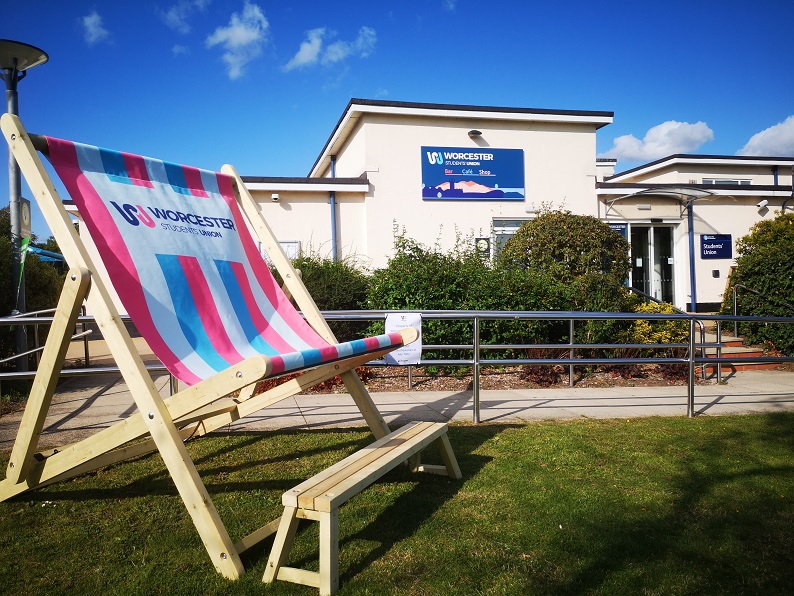 WORCESTER
STUDENTS UNION
WORCESTER
STUDENTS UNION
Bar Café Shop
Students'
Union